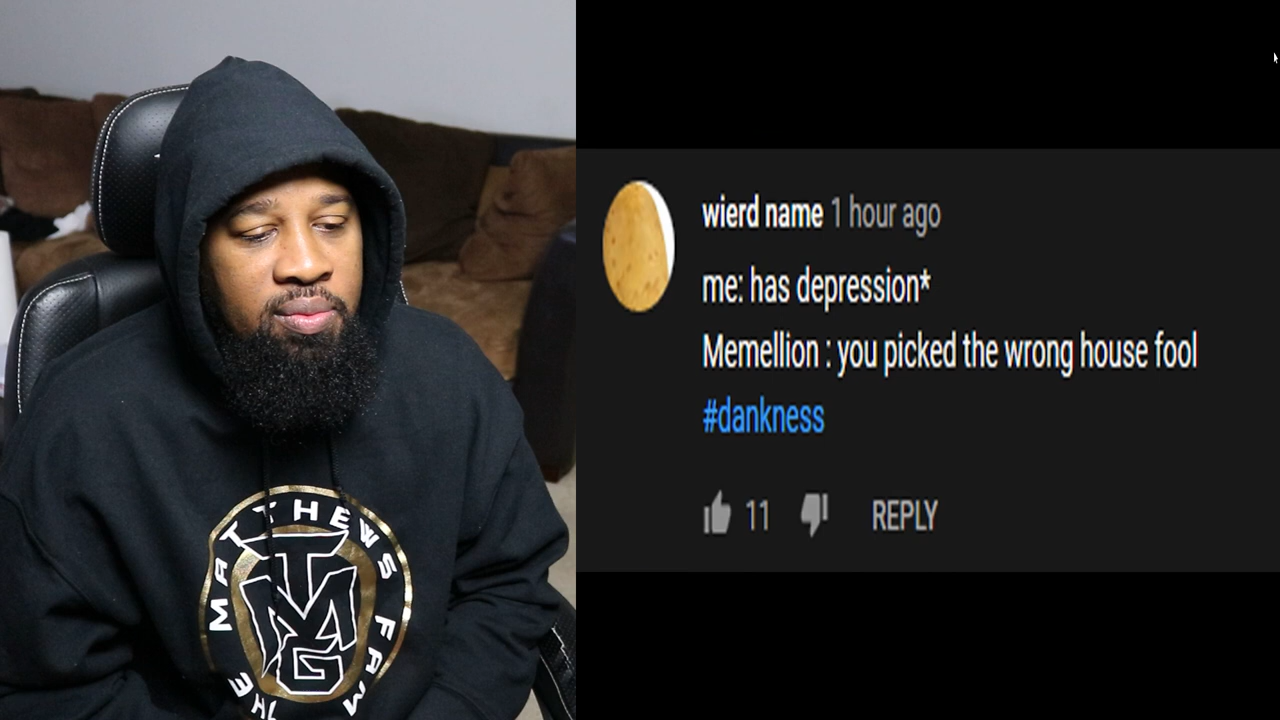 MATTHEWS FAM
THE
TMG
wierd name 1 hour ago
me: has depression*
Memellion : you picked the wrong house fool
#dankness
11 REPLY